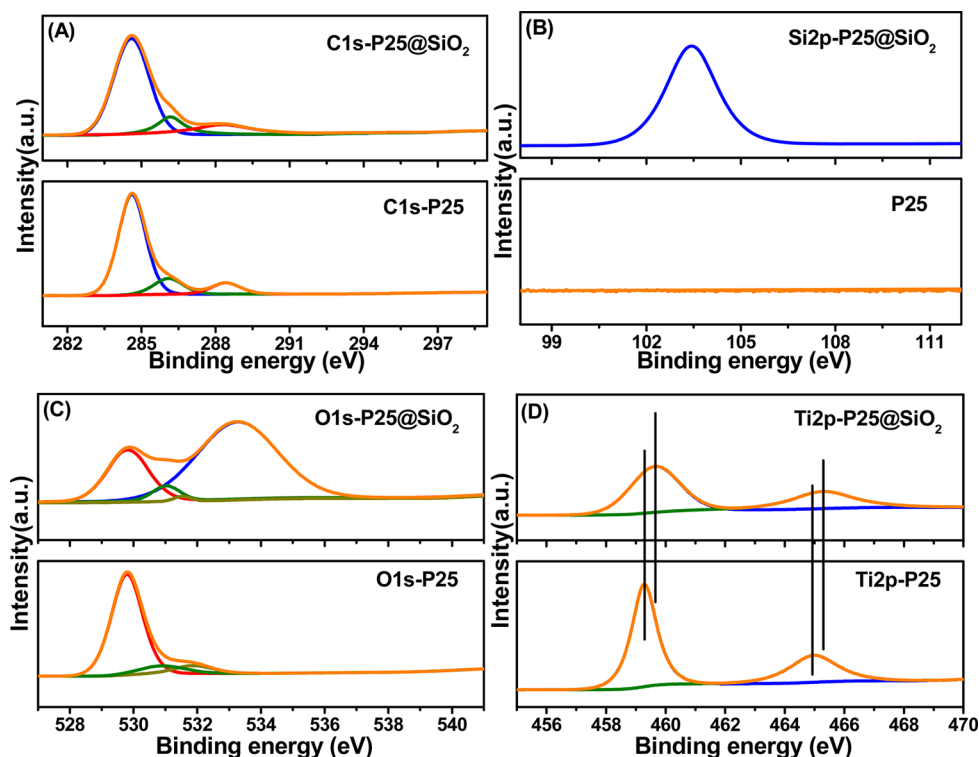 (A)
C1s-P25@SiO₂
C1s-P25
Intensity(a.u.)
282 285 288 291 294 297
Binding energy (eV)
(B)
Si2p-P25@SiO₂
P25
Intensity(a.u.)
99 102 105 108 111
Binding energy (eV)
(C)
O1s-P25@SiO₂
O1s-P25
Intensity(a.u.)
528 530 532 534 536 538 540
Binding energy (eV)
(D)
Ti2p-P25@SiO₂
Ti2p-P25
Intensity(a.u.)
456 458 460 462 464 466 468 470
Binding energy (eV)